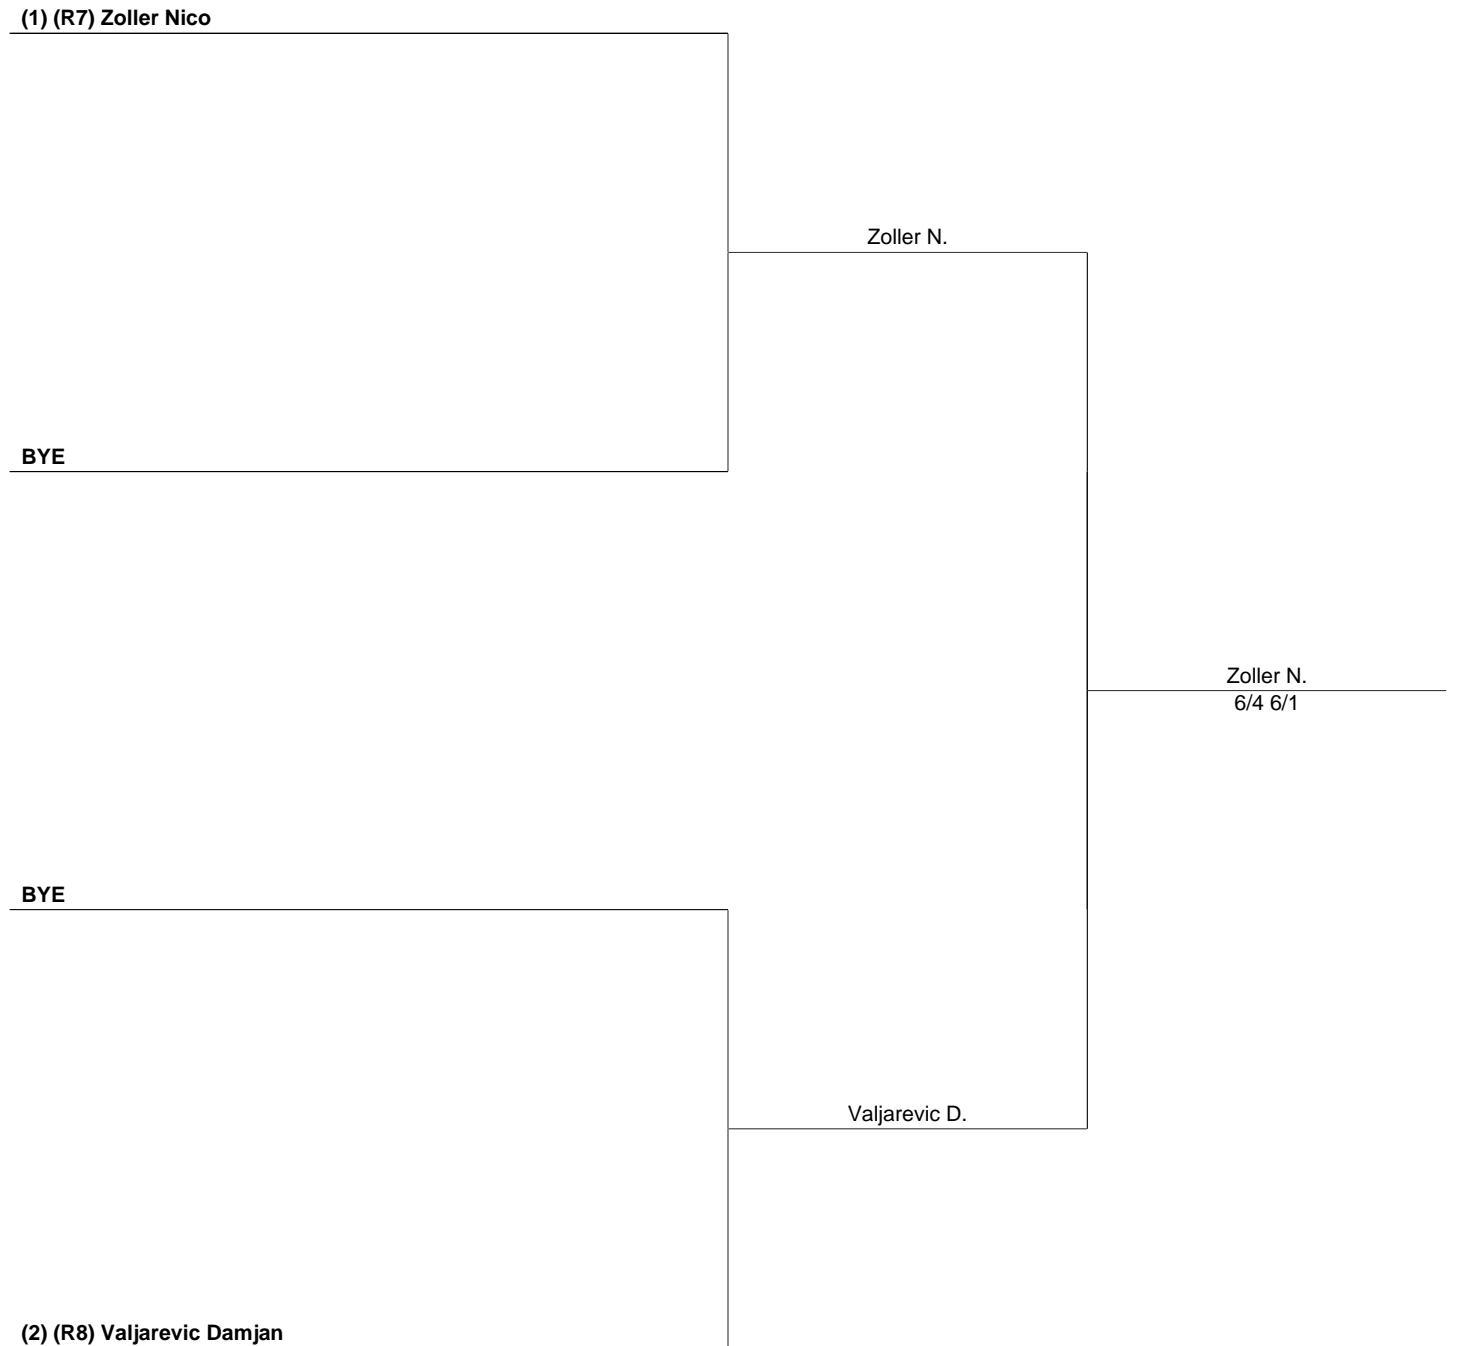 (1) (R7) Zoller Nico
Zoller N.
BYE
Zoller N.
6/4 6/1
BYE
Valjarevic D.
(2) (R8) Valjarevic Damjan